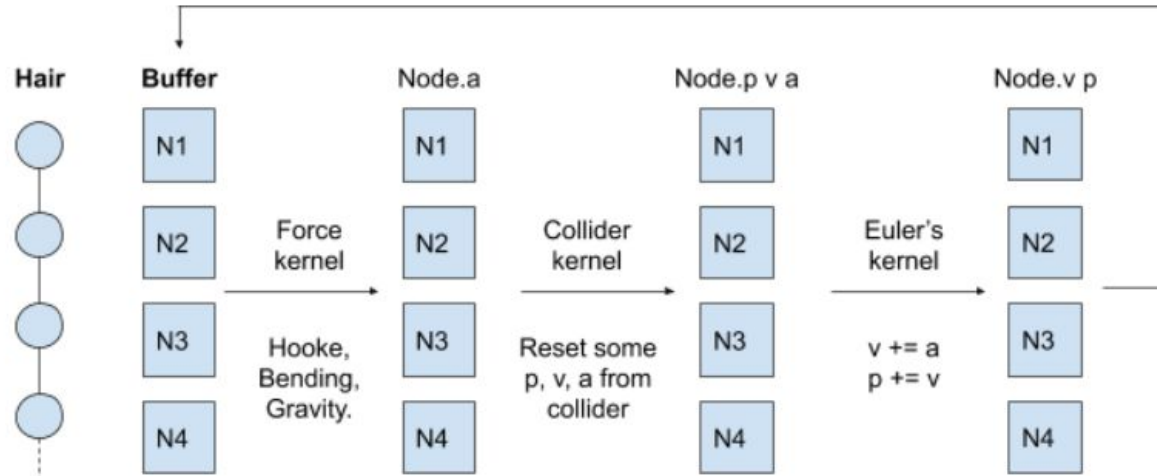 Hair
Buffer
Node.a
Node.p v a
Node.v p
N1
N1
N1
N1
N2
Force
kernel
N2
Collider
kernel
N2
Euler's
kernel
N2
N3
Hooke,
Bending,
Gravity.
N3
Reset some
p, v, a from
collider
N3
v += a
p += v
N3
N4
N4
N4
N4